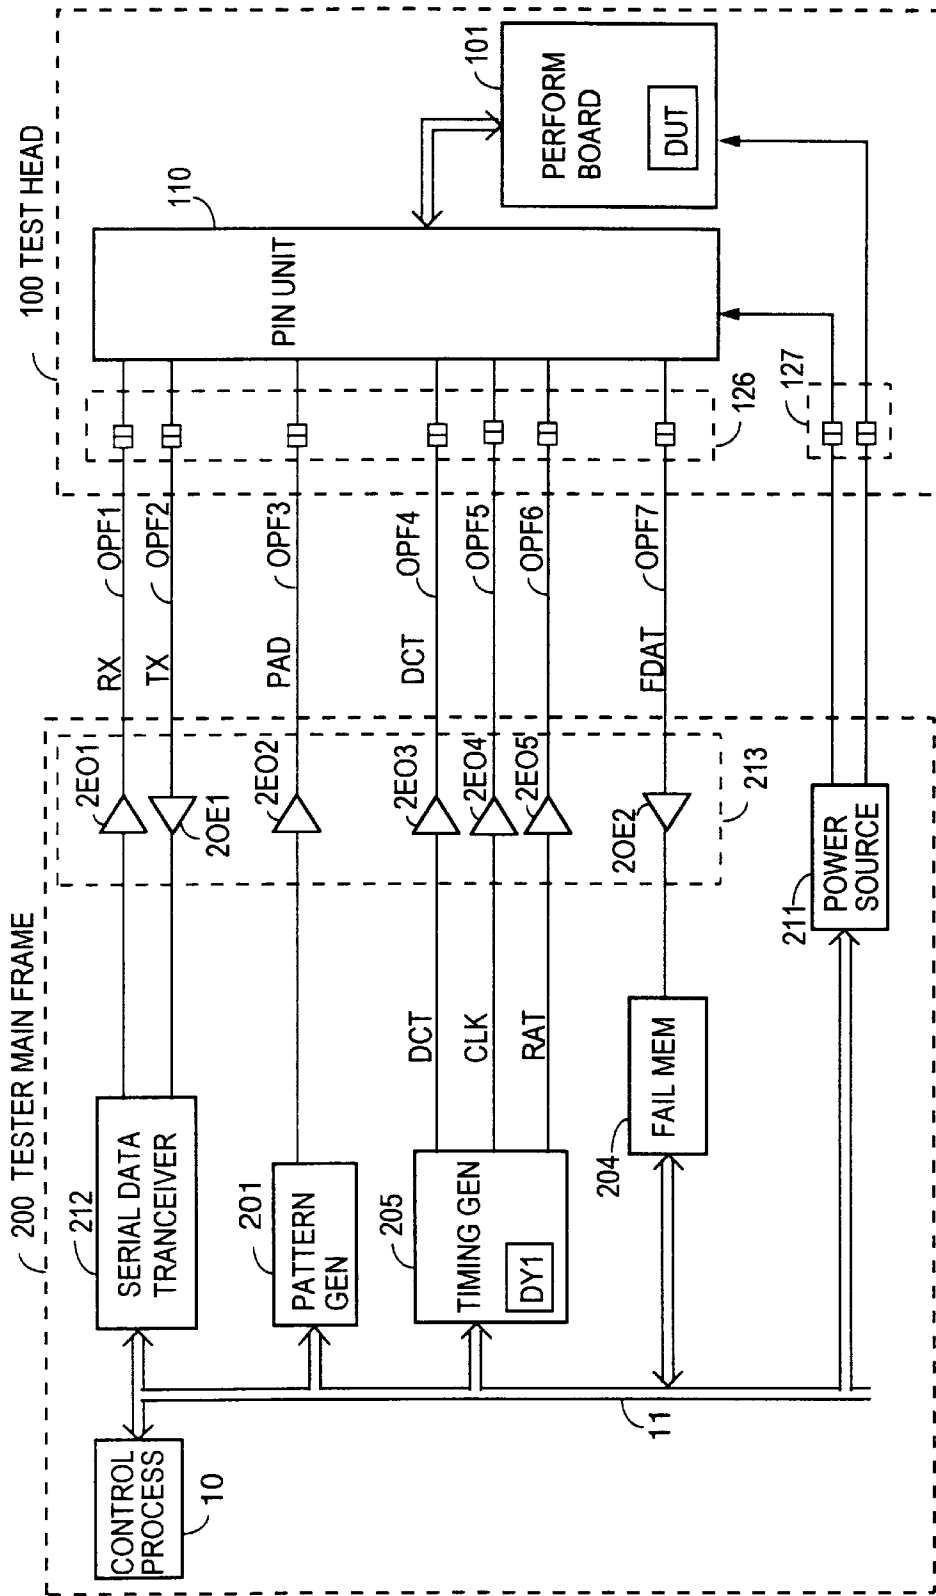 200 TESTER MAIN FRAME
100 TEST HEAD
CONTROL
PROCESS
10
212
SERIAL DATA
TRANCEIVER
2EO1
2OE1
RX
OPF1
TX
OPF2
110
PIN UNIT
101
PERFORM
BOARD
DUT
201
PATTERN
GEN
2EO2
PAD
OPF3
205
TIMING GEN
DY1
DCT
CLK
RAT
2EO3
2EO4
2EO5
DCT
OPF4
OPF5
OPF6
11
204
FAIL MEM
2OE2
FDAT
OPF7
213
126
127
211
POWER
SOURCE